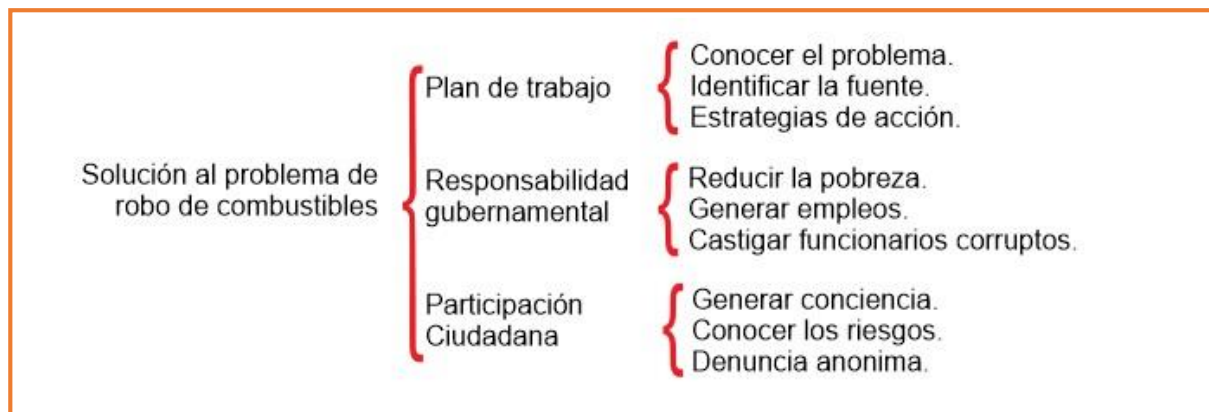 Solución al problema de
robo de combustibles
Plan de trabajo
Conocer el problema.
Identificar la fuente.
Estrategias de acción.
Responsabilidad
gubernamental
Reducir la pobreza.
Generar empleos.
Castigar funcionarios corruptos.
Participación
Ciudadana
Generar conciencia.
Conocer los riesgos.
Denuncia anonima.